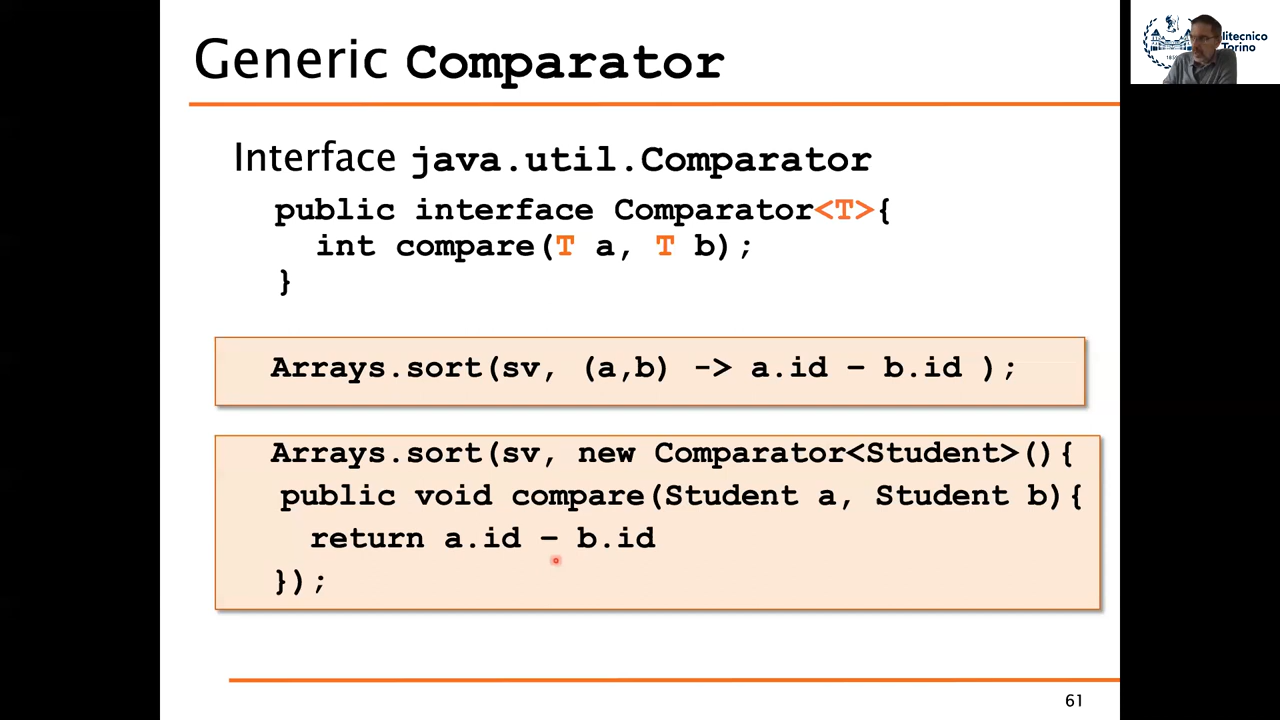 Generic Comparator
litecnico
Torino
Interface java.util.Comparator
public interface Comparator<T>{
int compare(T a, T b);
}
Arrays.sort(sv, (a,b) -> a.id – b.id );
Arrays.sort(sv, new Comparator<Student>(){
public void compare(Student a, Student b){
return a.id – b.id
});
61